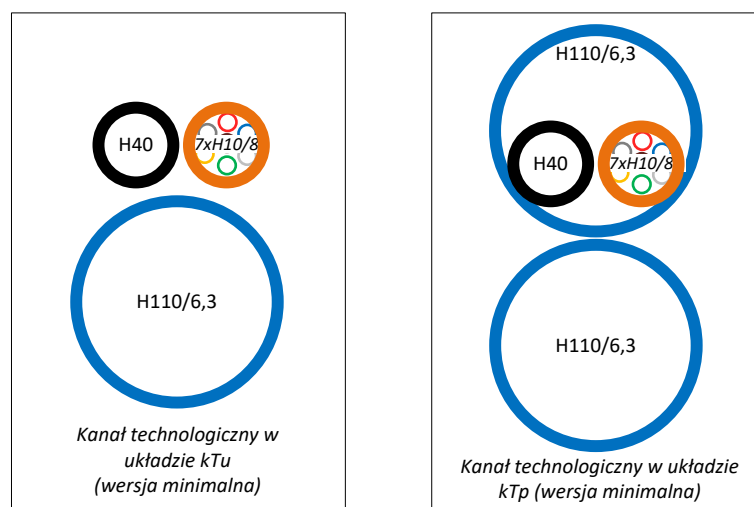 H40
7xH10/8
H110/6,3
Kanał technologiczny w
układzie kTu
(wersja minimalna)
H110/6,3
H40
7xH10/8
H110/6,3
Kanał technologiczny w układzie
kTp (wersja minimalna)